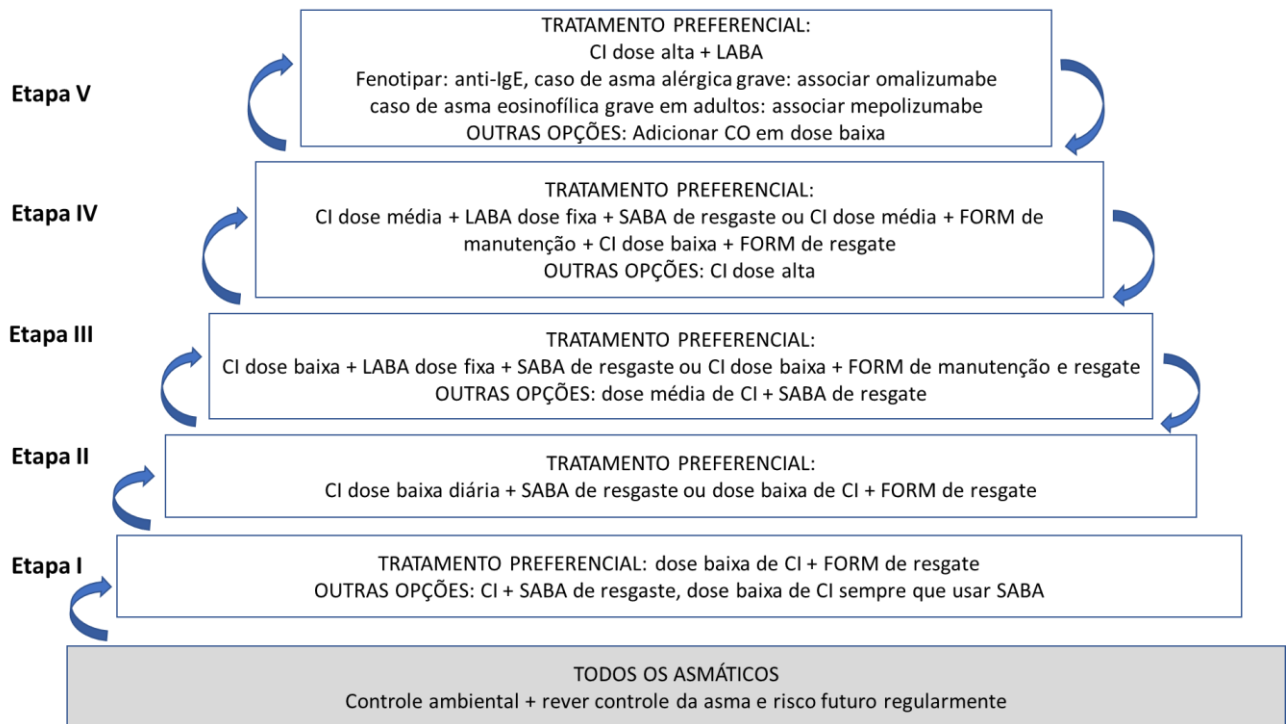 Etapa V
TRATAMENTO PREFERENCIAL:
CI dose alta + LABA
Fenotipar: anti-IgE, caso de asma alérgica grave: associar omalizumabe
caso de asma eosinofílica grave em adultos: associar mepolizumabe
OUTRAS OPÇÕES: Adicionar CO em dose baixa
Etapa IV
TRATAMENTO PREFERENCIAL:
CI dose média + LABA dose fixa + SABA de resgaste ou CI dose média + FORM de
manutenção + CI dose baixa + FORM de resgate
OUTRAS OPÇÕES: CI dose alta
Etapa III
TRATAMENTO PREFERENCIAL:
CI dose baixa + LABA dose fixa + SABA de resgaste ou CI dose baixa + FORM de manutenção e resgate
OUTRAS OPÇÕES: dose média de CI + SABA de resgate
Etapa II
TRATAMENTO PREFERENCIAL:
CI dose baixa diária + SABA de resgaste ou dose baixa de CI + FORM de resgate
Etapa I
TRATAMENTO PREFERENCIAL: dose baixa de CI + FORM de resgate
OUTRAS OPÇÕES: CI + SABA de resgaste, dose baixa de CI sempre que usar SABA
TODOS OS ASMÁTICOS
Controle ambiental + rever controle da asma e risco futuro regularmente